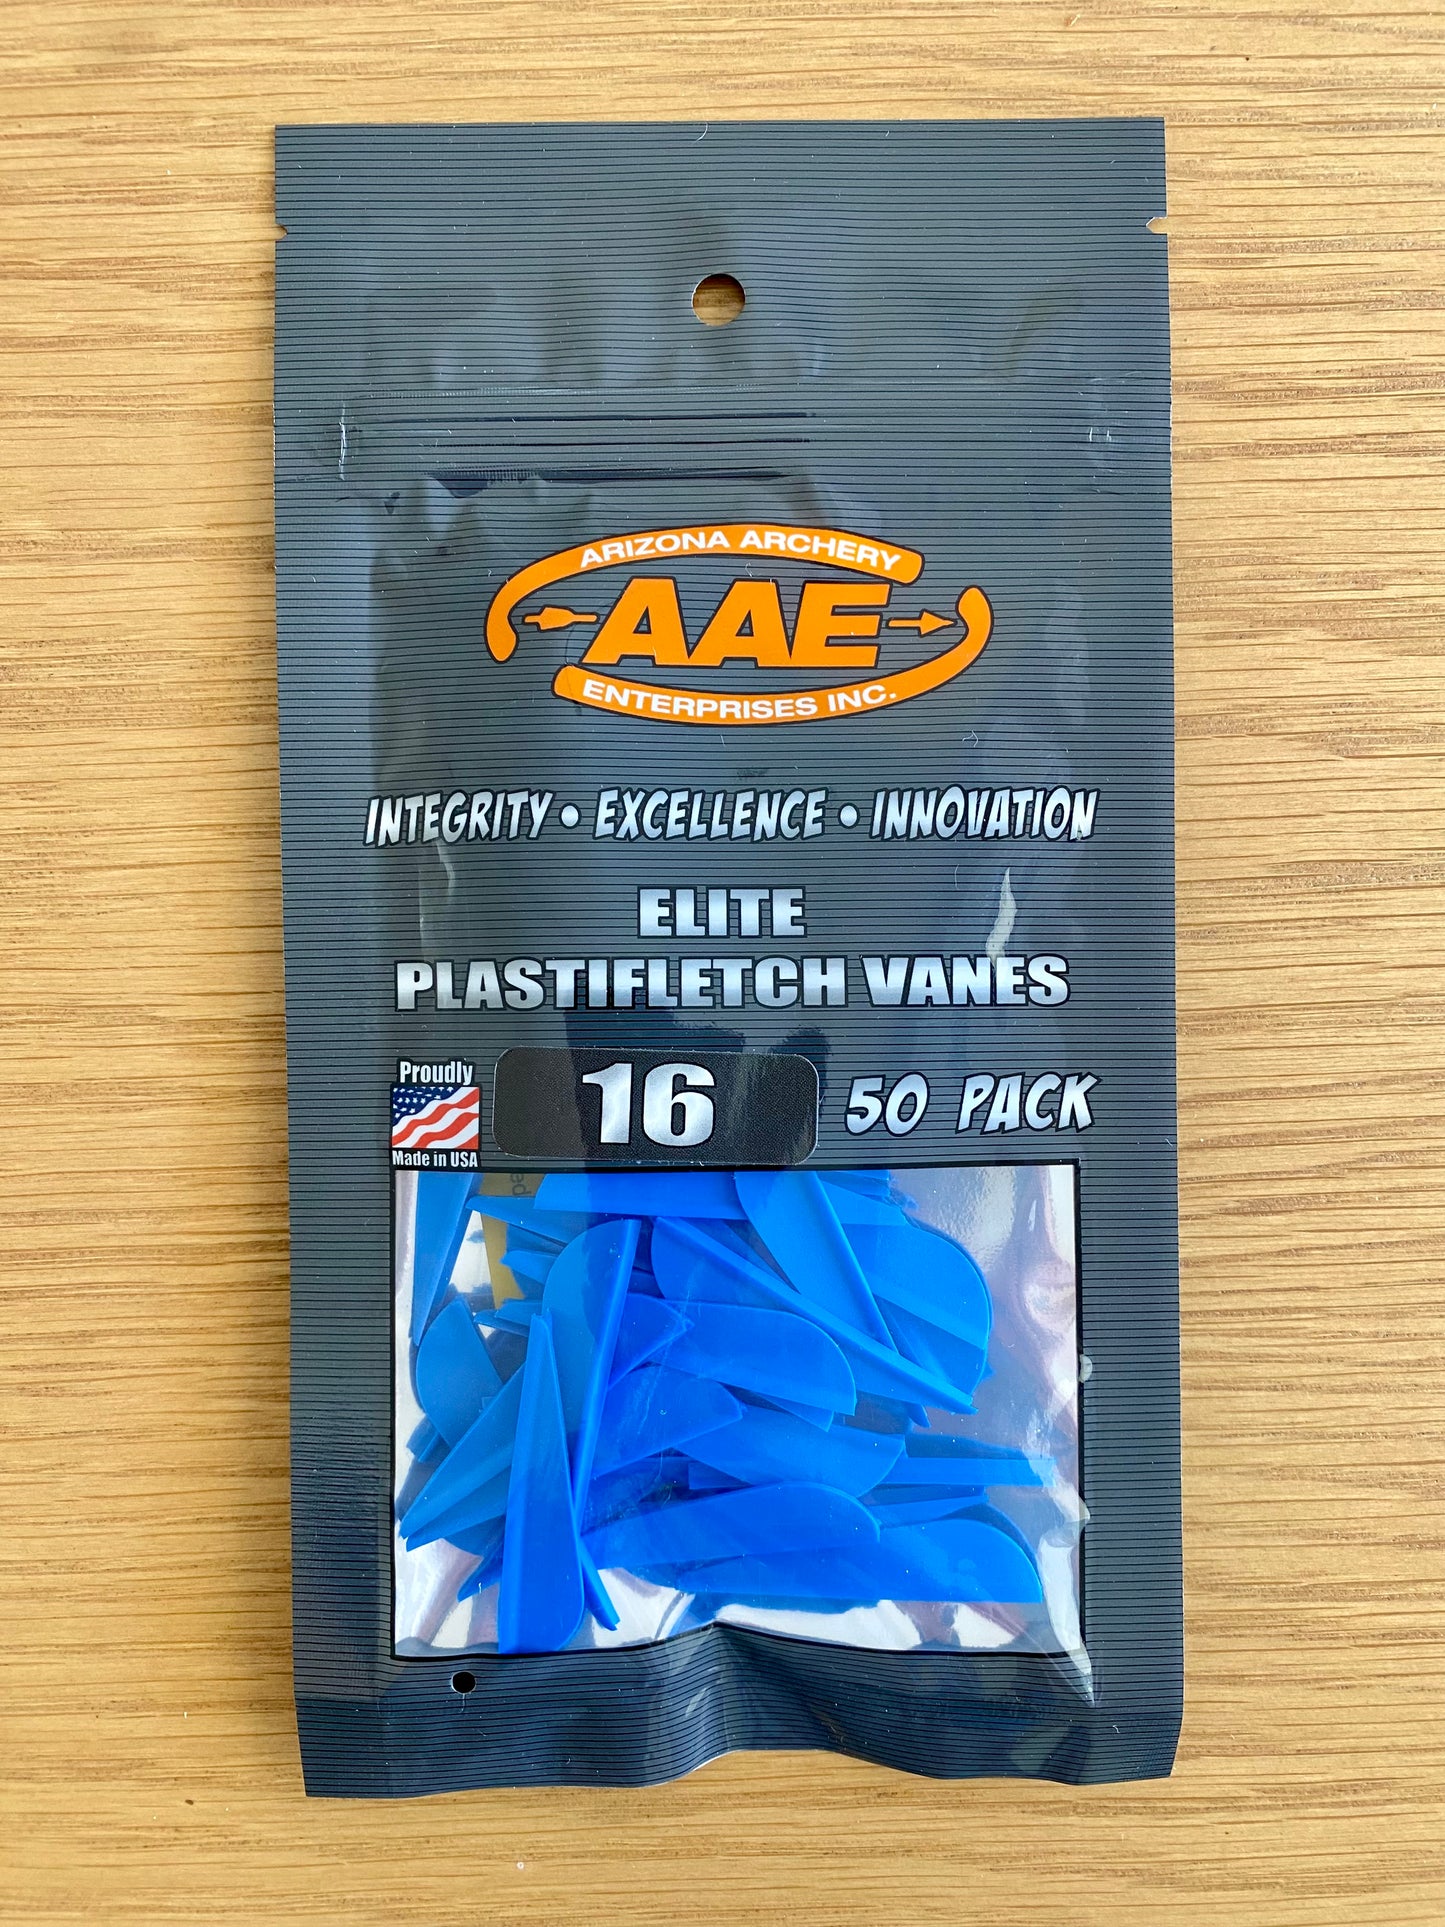 ARIZONA ARCHERY
AAE
ENTERPRISES INC.
INTEGRITY • EXCELLENCE • INNOVATION
ELITE
PLASTIFLETCH VANES
Proudly
Made in USA
16
50 PACK